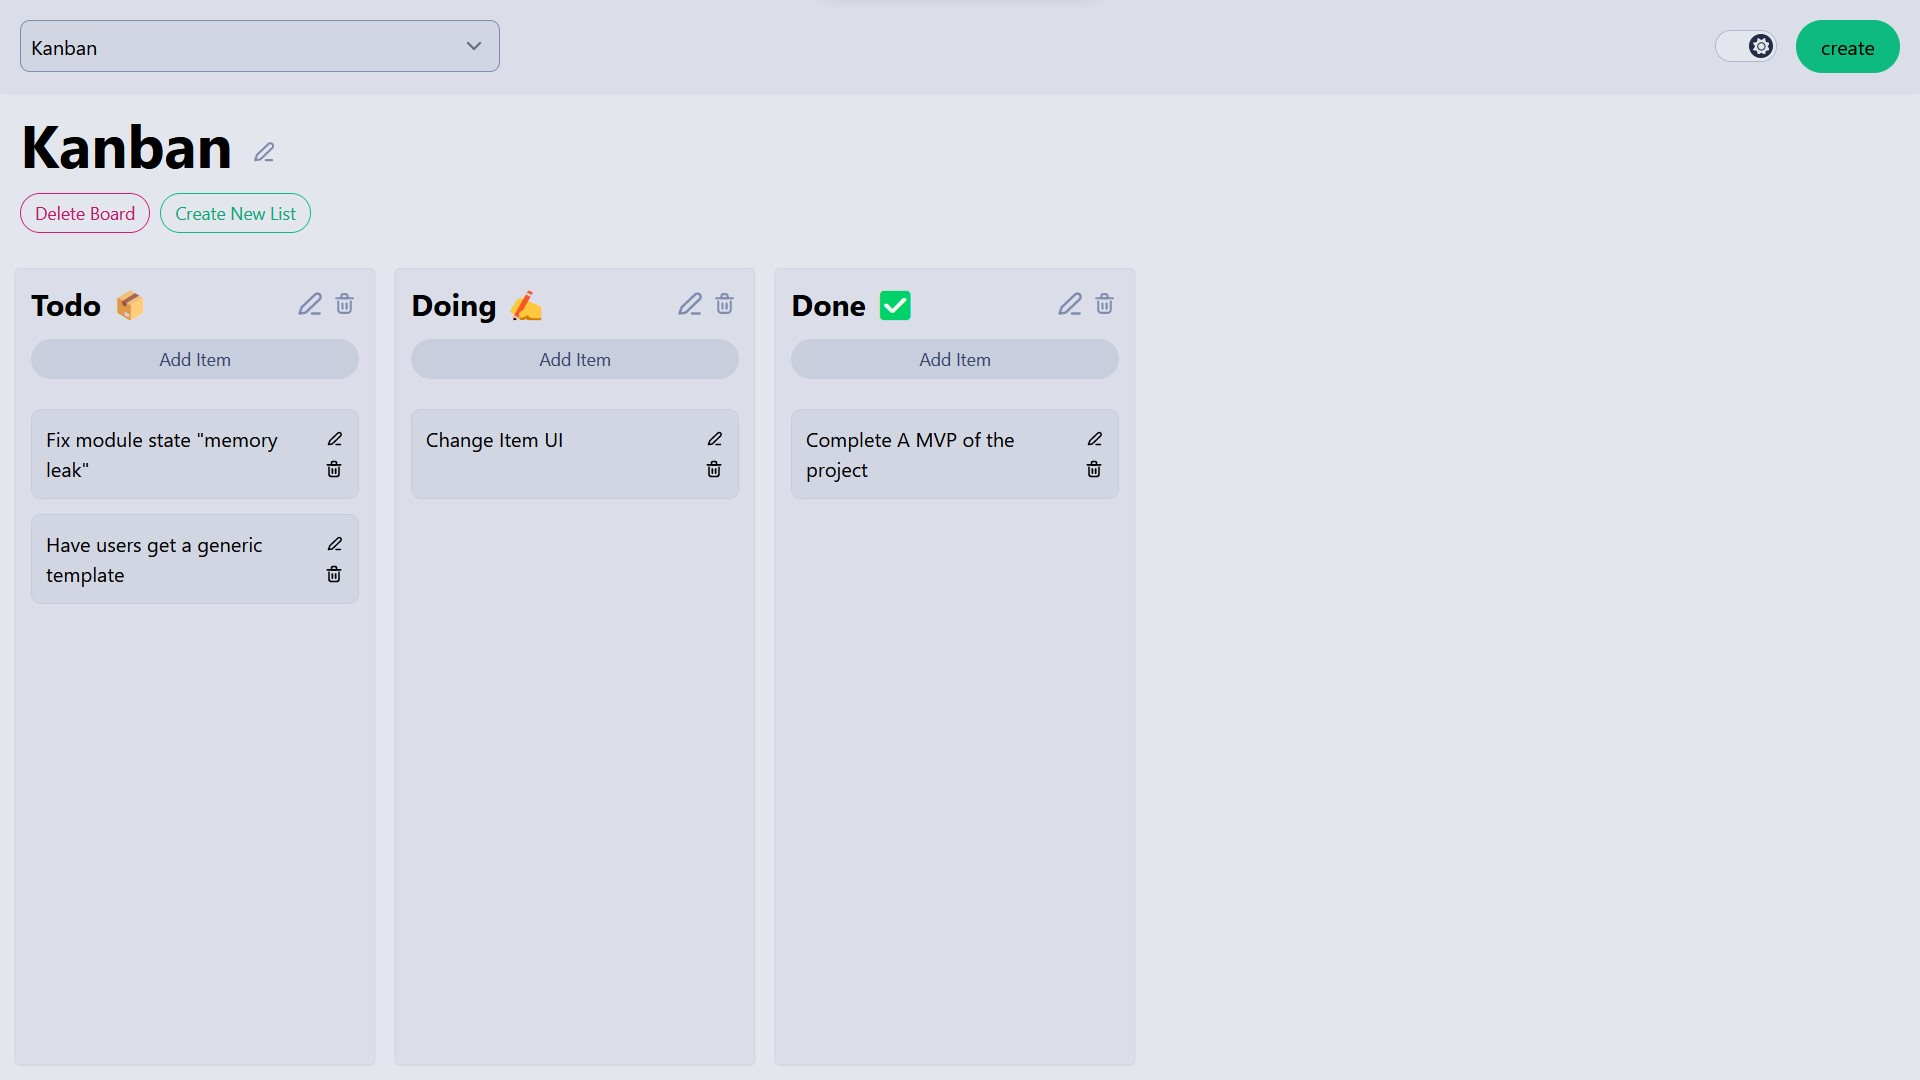 Kanban
create
Kanban
Delete Board
Create New List
Todo 📦
Add Item
Fix module state "memory
leak"
Have users get a generic
template
Doing ✍️
Add Item
Change Item UI
Done ✅
Add Item
Complete A MVP of the
project